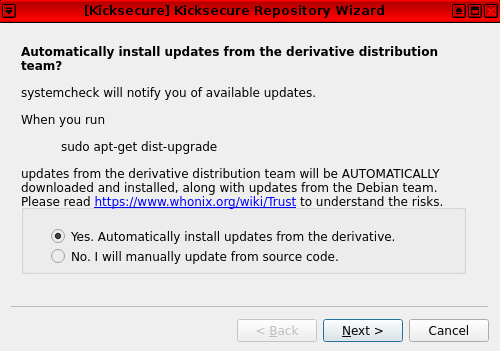 [Kicksecure] Kicksecure Repository Wizard
Automatically install updates from the derivative distribution
team?
systemcheck will notify you of available updates.
When you run
sudo apt-get dist-upgrade
updates from the derivative distribution team will be AUTOMATICALLY
downloaded and installed, along with updates from the Debian team.
Please read https://www.whonix.org/wiki/Trust to understand the risks.
Yes. Automatically install updates from the derivative.
No. I will manually update from source code.
< Back
Next >
Cancel